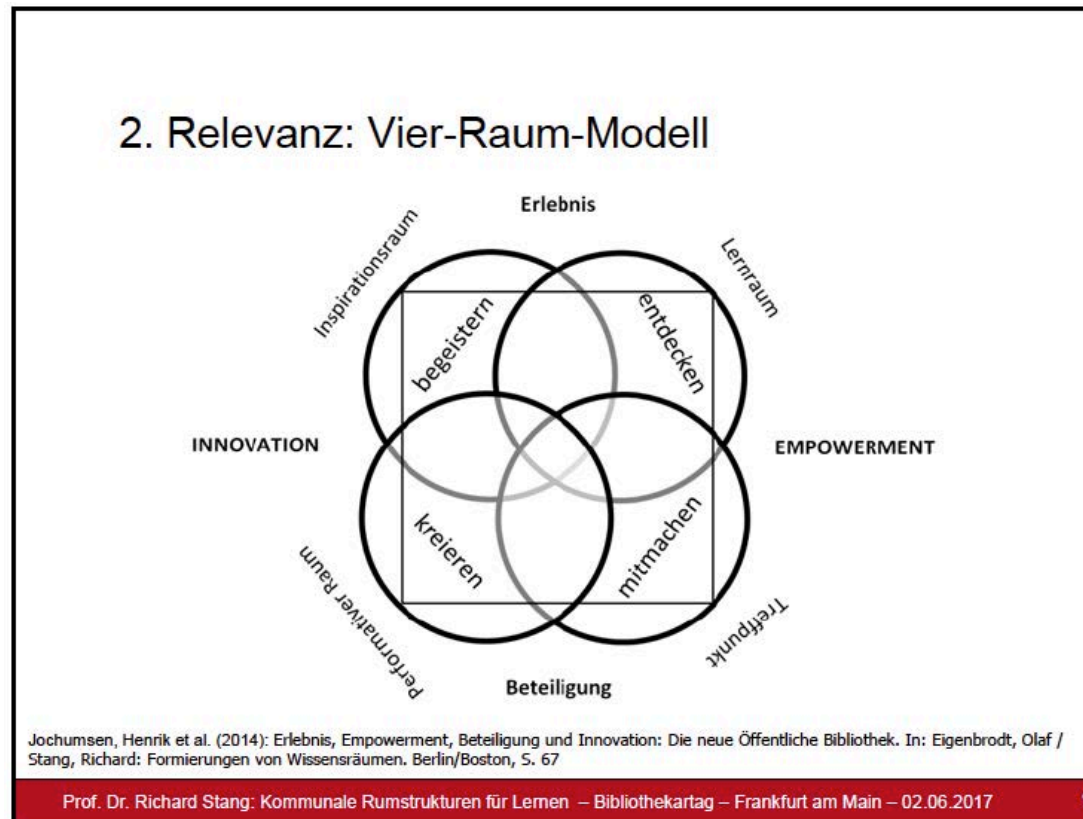 2. Relevanz: Vier-Raum-Modell
Erlebnis
Inspirationsraum
Lernraum
begeistern
entdecken
INNOVATION
EMPOWERMENT
kreieren
mitmachen
Performativer Raum
Treffpunkt
Beteiligung
Jochumsen, Henrik et al. (2014): Erlebnis, Empowerment, Beteiligung und Innovation: Die neue Öffentliche Bibliothek. In: Eigenbrodt, Olaf /
Stang, Richard: Formierungen von Wissensräumen. Berlin/Boston, S. 67
Prof. Dr. Richard Stang: Kommunale Rumstrukturen für Lernen – Bibliothekartag – Frankfurt am Main – 02.06.2017